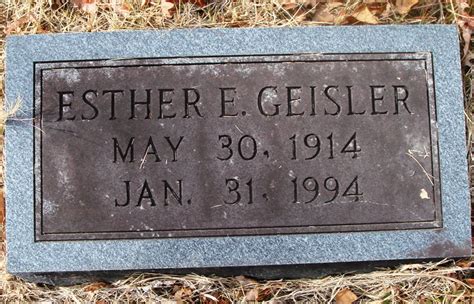 ESTHER E. GEISLER
MAY 30, 1914
JAN. 31, 1994